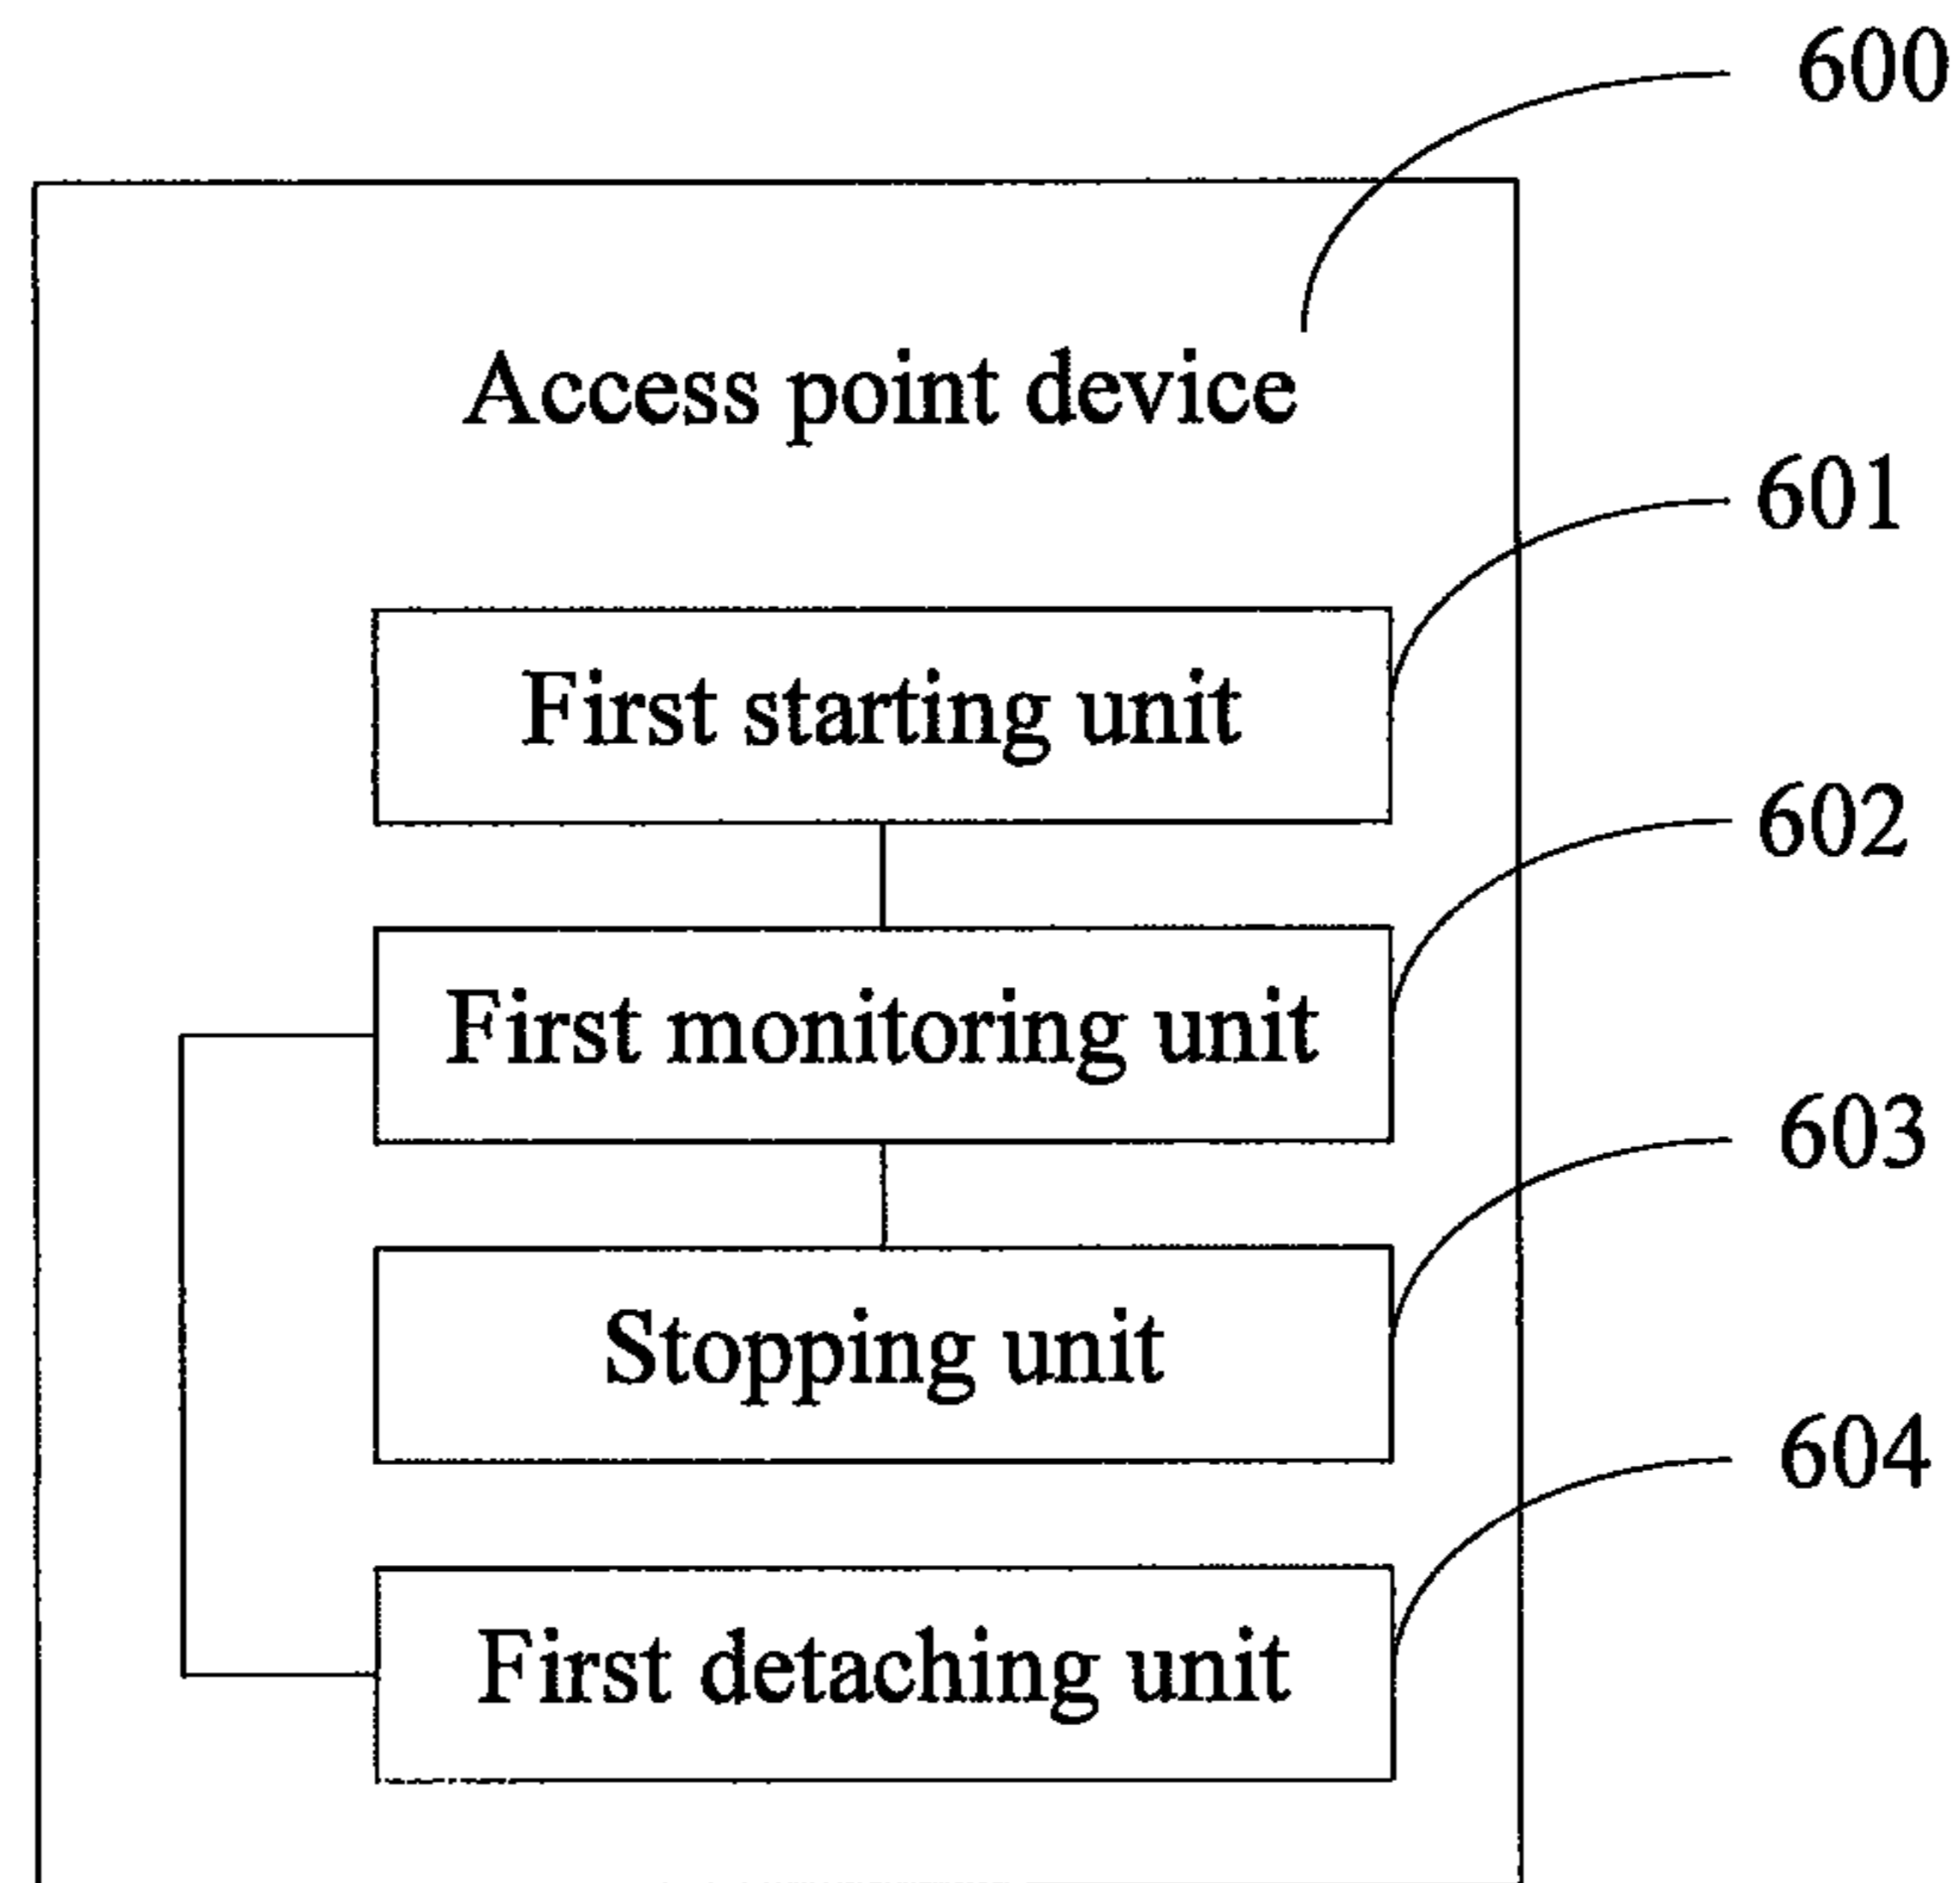 600
Access point device
601
First starting unit
602
First monitoring unit
603
Stopping unit
604
First detaching unit